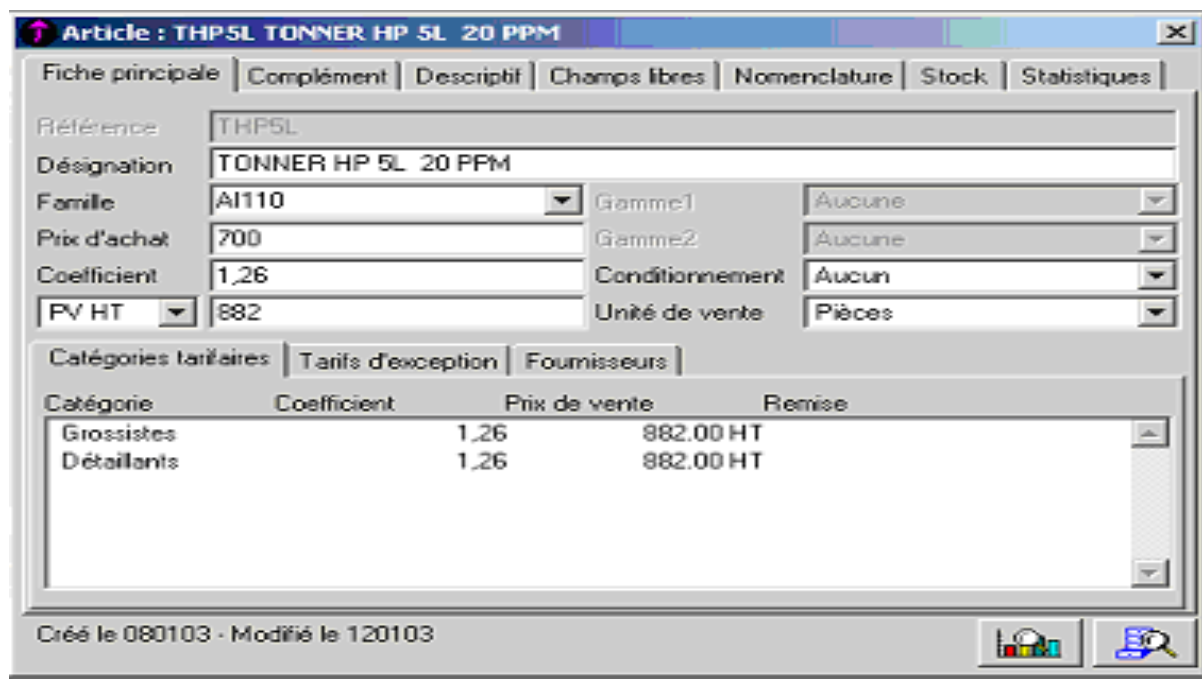 Article : THP5L TONNER HP 5L 20 PPM
Fiche principale Complément Descriptif Champs libres Nomenclature Stock Statistiques
Référence THP5L
Désignation TONNER HP 5L 20 PPM
Famille AI110 Gamme1 Aucune
Prix d'achat 700 Gamme2 Aucune
Coefficient 1,26 Conditionnement Aucun
PV HT 882 Unité de vente Pièces
Catégories tarifaires Tarifs d'exception Fournisseurs
Catégorie Coefficient Prix de vente Remise
Grossistes 1,26 882.00 HT
Détaillants 1,26 882.00 HT
Créé le 080103 - Modifié le 120103